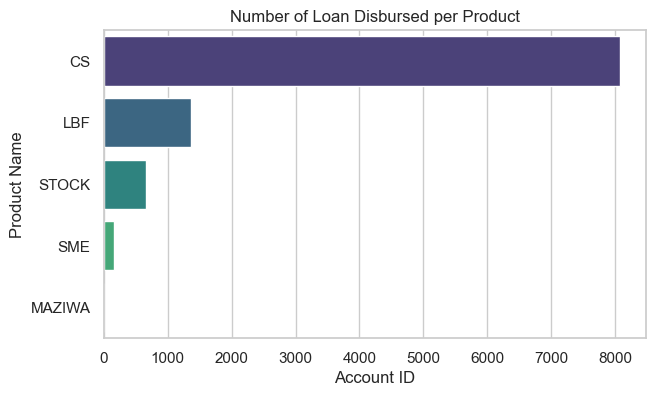 Number of Loan Disbursed per Product
Product Name
CS
LBF
STOCK
SME
MAZIWA
0 1000 2000 3000 4000 5000 6000 7000 8000
Account ID